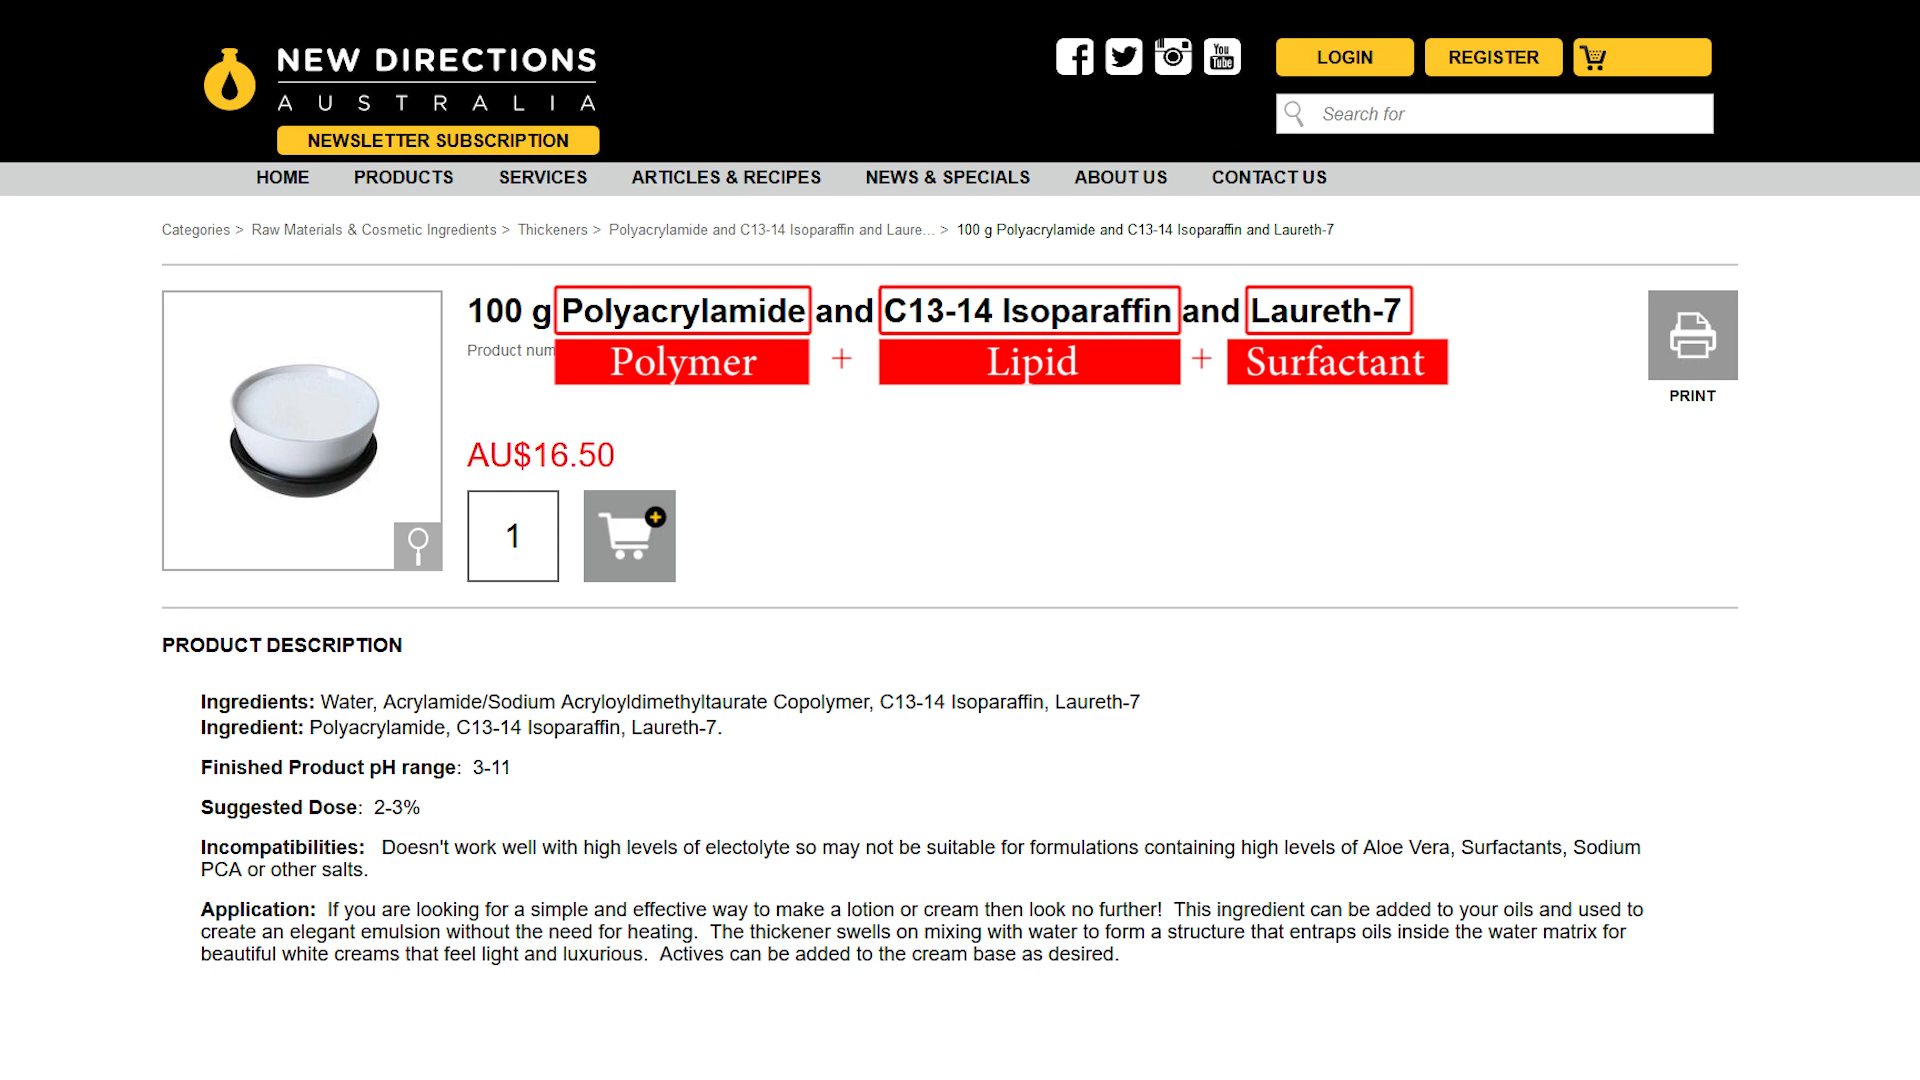 NEW DIRECTIONS
AUSTRALIA
NEWSLETTER SUBSCRIPTION
You
Tube
LOGIN
REGISTER
Search for
HOME
PRODUCTS
SERVICES
ARTICLES & RECIPES
NEWS & SPECIALS
ABOUT US
CONTACT US
Categories > Raw Materials & Cosmetic Ingredients > Thickeners > Polyacrylamide and C13-14 Isoparaffin and Laure... > 100 g Polyacrylamide and C13-14 Isoparaffin and Laureth-7
100 g Polyacrylamide and C13-14 Isoparaffin and Laureth-7
Product num
Polymer + Lipid + Surfactant
PRINT
AU$16.50
1
PRODUCT DESCRIPTION
Ingredients: Water, Acrylamide/Sodium Acryloyldimethyltaurate Copolymer, C13-14 Isoparaffin, Laureth-7
Ingredient: Polyacrylamide, C13-14 Isoparaffin, Laureth-7.
Finished Product pH range: 3-11
Suggested Dose: 2-3%
Incompatibilities: Doesn't work well with high levels of electolyte so may not be suitable for formulations containing high levels of Aloe Vera, Surfactants, Sodium
PCA or other salts.
Application: If you are looking for a simple and effective way to make a lotion or cream then look no further! This ingredient can be added to your oils and used to
create an elegant emulsion without the need for heating. The thickener swells on mixing with water to form a structure that entraps oils inside the water matrix for
beautiful white creams that feel light and luxurious. Actives can be added to the cream base as desired.